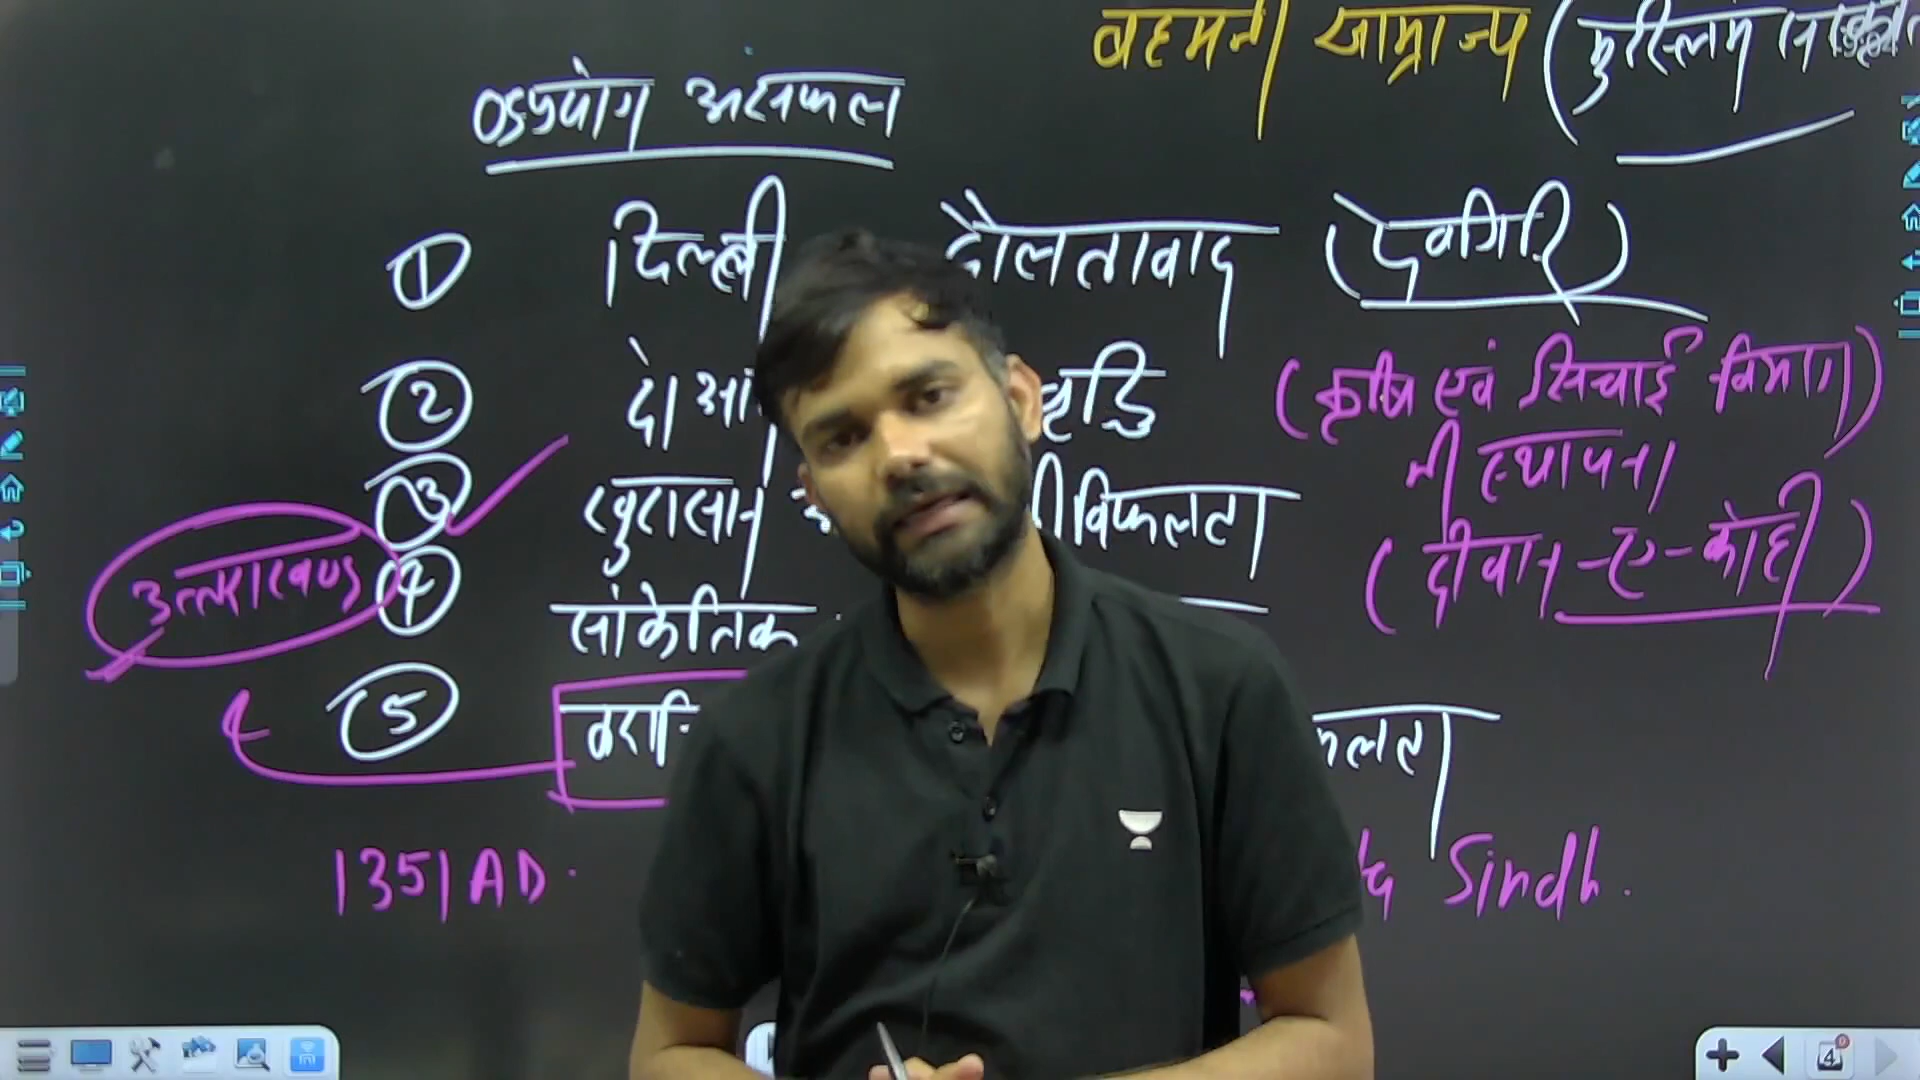 बहमनी साम्राज्य (मुस्लिम
05 प्रयोग असफल
① दिल्ली दौलताबाद (देवगिरि)
② वृद्धि (कृषि एवं सिंचाई विभाग)
की स्थापना
③ खुरासान की विफलता
(दीवान-ए-कोही)
उत्तराखण्ड
④ सांकेतिक
⑤
1351 AD. Sindh.